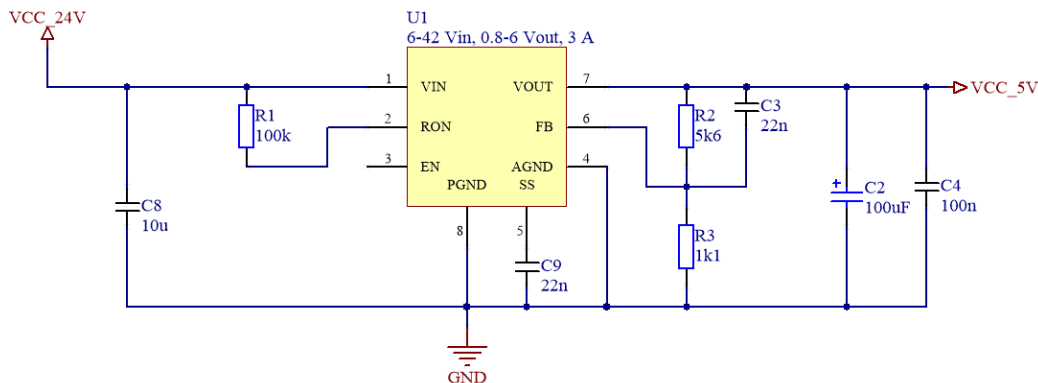 VCC_24V
U1
6-42 Vin, 0.8-6 Vout, 3 A
1 VIN VOUT 7
VCC_5V
R1
100k
2 RON FB 6
R2
5k6
C3
22n
3 EN AGND 4
PGND SS
C8
10u
8 5
C2
100uF
C4
100n
R3
1k1
C9
22n
+
GND